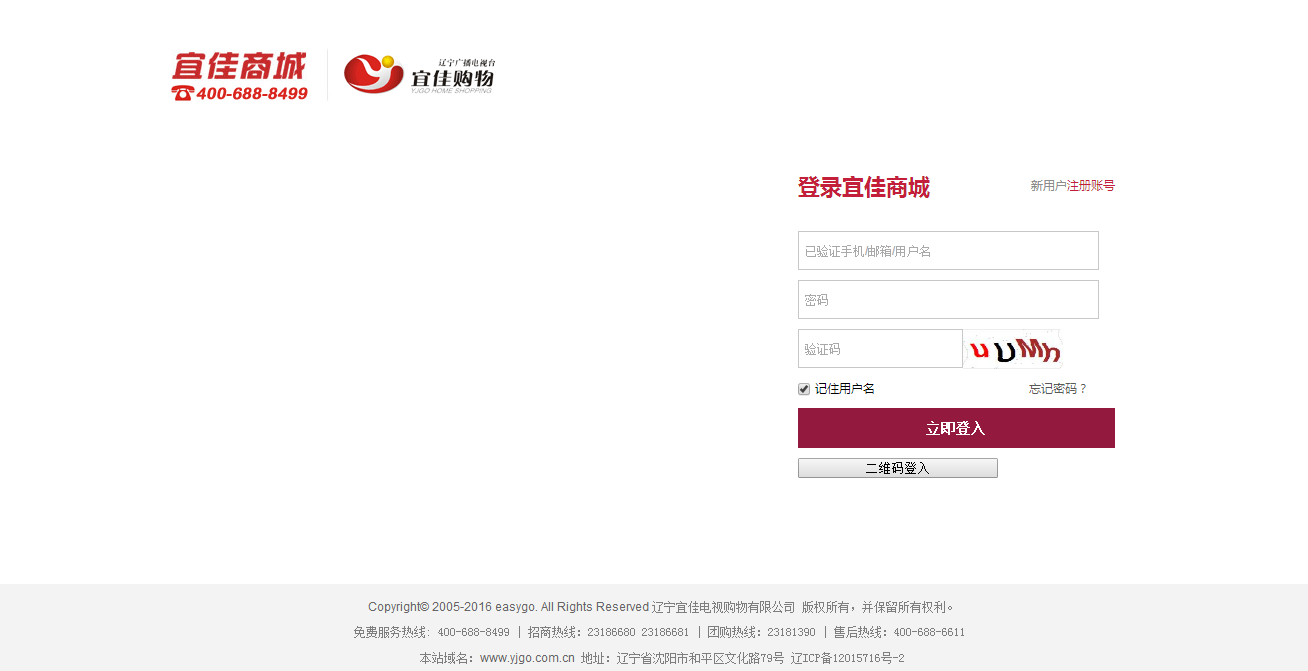 宜佳商城
400-688-8499
辽宁广播电视台
宜佳购物
YJGO HOME SHOPPING
登录宜佳商城
新用户注册账号
已验证手机/邮箱/用户名
密码
验证码
uUMn
记住用户名
忘记密码？
立即登入
二维码登入
Copyright© 2005-2016 easygo. All Rights Reserved 辽宁宜佳电视购物有限公司 版权所有，并保留所有权利。
免费服务热线: 400-688-8499 | 招商热线: 23186680 23186681 | 团购热线: 23181390 | 售后热线: 400-688-6611
本站域名: www.yjgo.com.cn 地址: 辽宁省沈阳市和平区文化路79号 辽ICP备12015716号-2